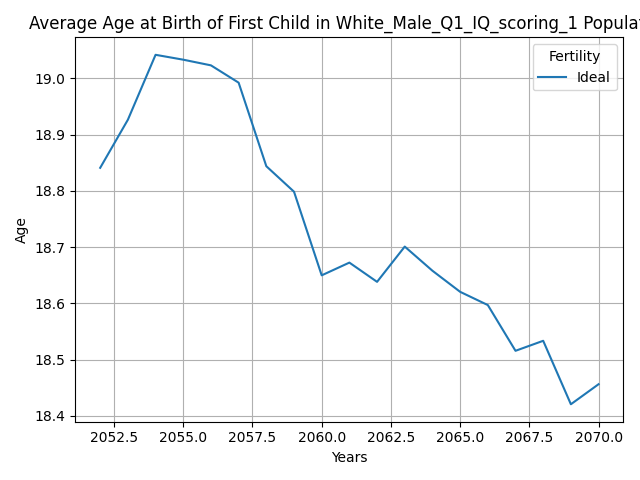 Average Age at Birth of First Child in White_Male_Q1_IQ_scoring_1 Populat
Fertility
Ideal
Age
19.0
18.9
18.8
18.7
18.6
18.5
18.4
2052.5 2055.0 2057.5 2060.0 2062.5 2065.0 2067.5 2070.0
Years